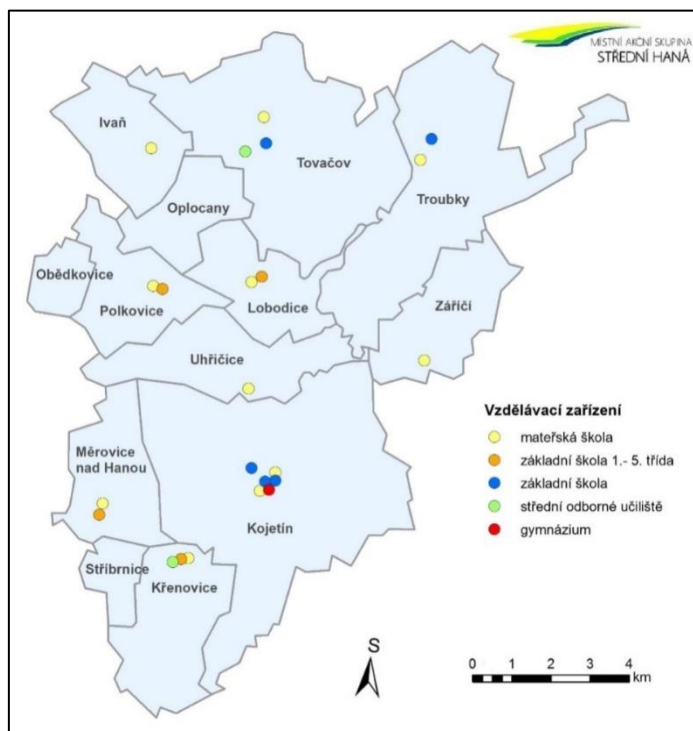 MÍSTNÍ AKČNÍ SKUPINA
STŘEDNÍ HANÁ
Ivaň
Tovačov
Oplocany
Troubky
Obědkovice
Polkovice
Lobodice
Záříčí
Uhřičice
Vzdělávací zařízení
mateřská škola
základní škola 1.- 5. třída
základní škola
střední odborné učiliště
gymnázium
Měrovice
nad Hanou
Kojetín
Stříbrnice
Křenovice
S
0 1 2 3 4
km